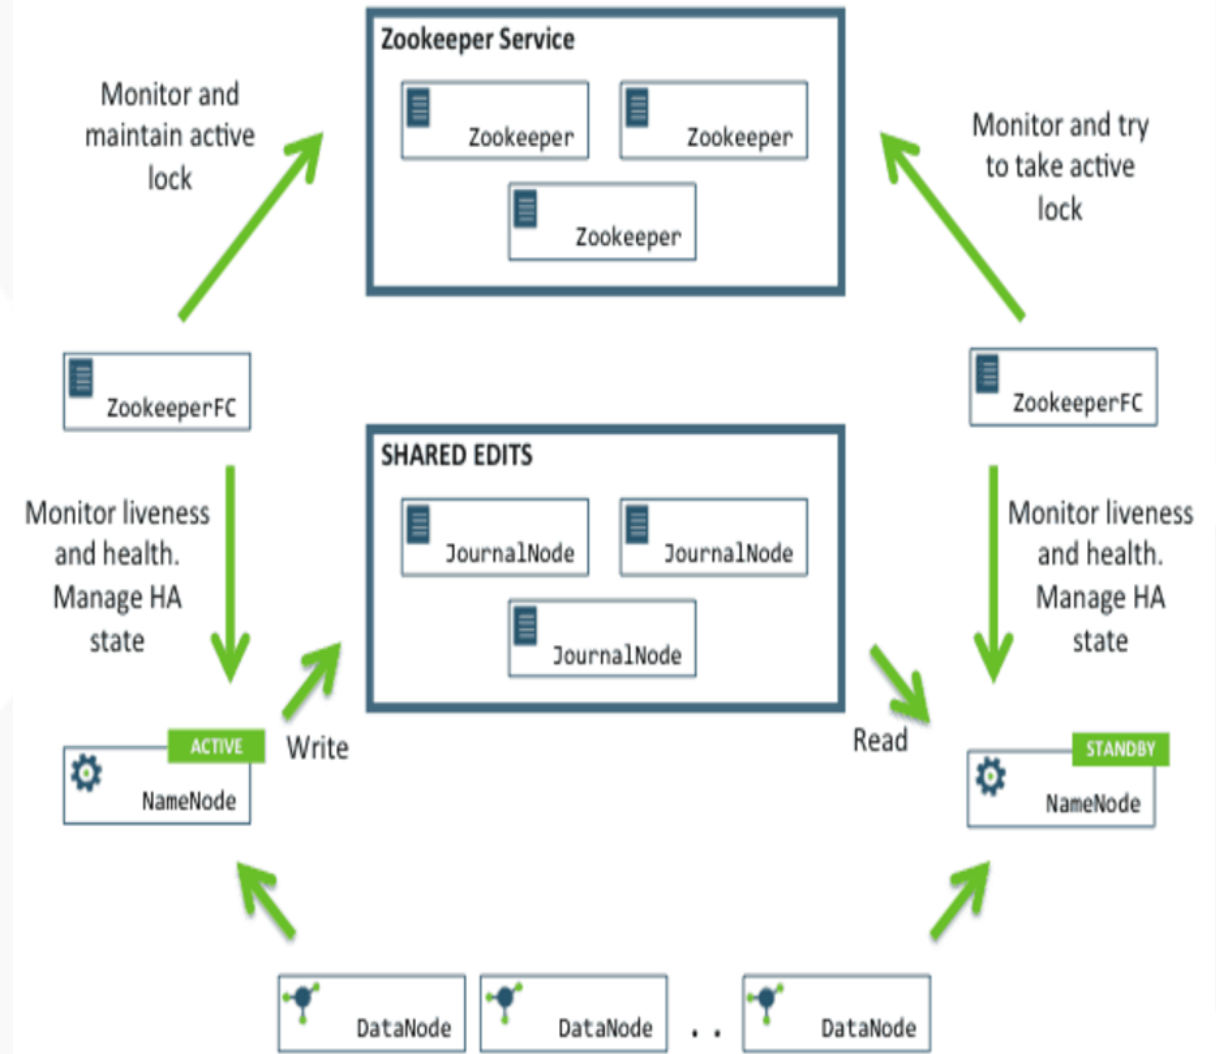 Zookeeper Service
Zookeeper
Zookeeper
Zookeeper
Monitor and
maintain active
lock
Monitor and try
to take active
lock
ZookeeperFC
ZookeeperFC
SHARED EDITS
JournalNode
JournalNode
JournalNode
Monitor liveness
and health.
Manage HA
state
Monitor liveness
and health.
Manage HA
state
Write
Read
ACTIVE
NameNode
STANDBY
NameNode
DataNode
DataNode
. .
DataNode